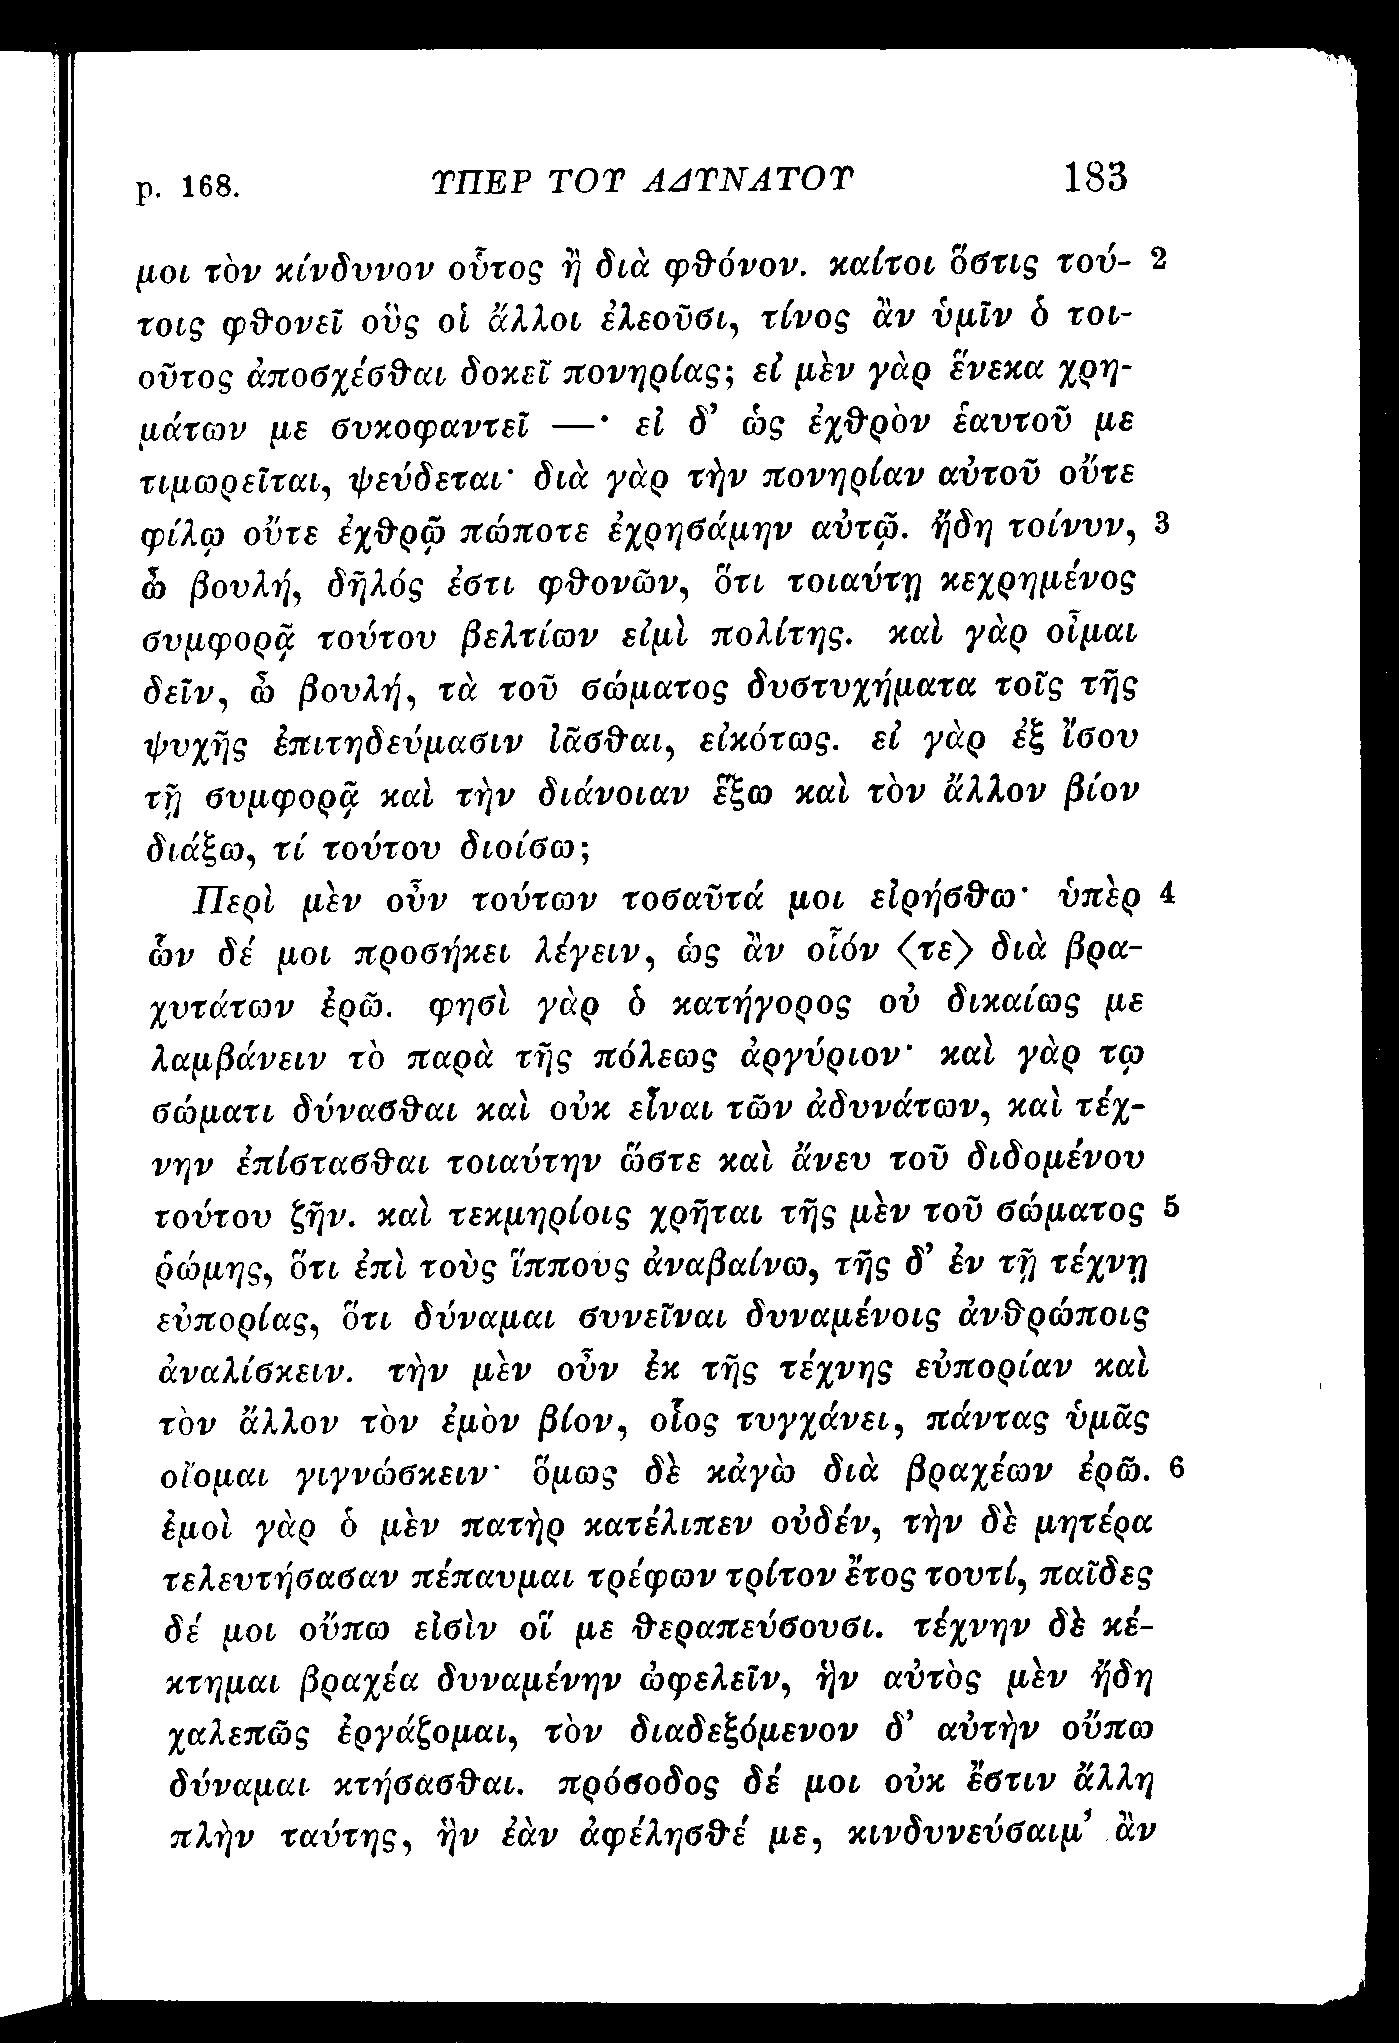 p. 168. ΥΠΕΡ ΤΟΥ ΑΔΥΝΑΤΟΥ 183
μοι τὸν κίνδυνον οὗτος ἢ διὰ φθόνον. καίτοι ὅστις τού- 2
τοις φθονεῖ οὓς οἱ ἄλλοι ἐλεοῦσι, τίνος ἂν ὑμῖν ὁ τοι-
οῦτος ἀποσχέσθαι δοκεῖ πονηρίας; εἰ μὲν γὰρ ἕνεκα χρη-
μάτων με συκοφαντεῖ —· εἰ δ’ ὡς ἐχθρὸν ἑαυτοῦ με
τιμωρεῖται, ψεύδεται· διὰ γὰρ τὴν πονηρίαν αὐτοῦ οὔτε
φίλῳ οὔτε ἐχθρῷ πώποτε ἐχρησάμην αὐτῷ. ἤδη τοίνυν, 3
ὦ βουλή, δῆλός ἐστι φθονῶν, ὅτι τοιαύτῃ κεχρημένος
συμφορᾷ τούτου βελτίων εἰμὶ πολίτης. καὶ γὰρ οἶμαι
δεῖν, ὦ βουλή, τὰ τοῦ σώματος δυστυχήματα τοῖς τῆς
ψυχῆς ἐπιτηδεύμασιν ἰᾶσθαι, εἰκότως. εἰ γὰρ ἐξ ἴσου
τῇ συμφορᾷ καὶ τὴν διάνοιαν ἕξω καὶ τὸν ἄλλον βίον
διάξω, τί τούτου διοίσω;
Περὶ μὲν οὖν τούτων τοσαῦτά μοι εἰρήσθω· ὑπὲρ 4
ὧν δέ μοι προσήκει λέγειν, ὡς ἂν οἷόν ⟨τε⟩ διὰ βρα-
χυτάτων ἐρῶ. φησὶ γὰρ ὁ κατήγορος οὐ δικαίως με
λαμβάνειν τὸ παρὰ τῆς πόλεως ἀργύριον· καὶ γὰρ τῳ
σώματι δύνασθαι καὶ οὐκ εἶναι τῶν ἀδυνάτων, καὶ τέχ-
νην ἐπίστασθαι τοιαύτην ὥστε καὶ ἄνευ τοῦ διδομένου
τούτου ζῆν. καὶ τεκμηρίοις χρῆται τῆς μὲν τοῦ σώματος 5
ῥώμης, ὅτι ἐπὶ τοὺς ἵππους ἀναβαίνω, τῆς δ’ ἐν τῇ τέχνῃ
εὐπορίας, ὅτι δύναμαι συνεῖναι δυναμένοις ἀνθρώποις
ἀναλίσκειν. τὴν μὲν οὖν ἐκ τῆς τέχνης εὐπορίαν καὶ
τὸν ἄλλον τὸν ἐμὸν βίον, οἷος τυγχάνει, πάντας ὑμᾶς
οἴομαι γιγνώσκειν· ὅμως δὲ κἀγὼ διὰ βραχέων ἐρῶ. 6
ἐμοὶ γὰρ ὁ μὲν πατὴρ κατέλιπεν οὐδέν, τὴν δὲ μητέρα
τελευτήσασαν πέπαυμαι τρέφων τρίτον ἔτος τουτί, παῖδες
δέ μοι οὔπω εἰσὶν οἵ με θεραπεύσουσι. τέχνην δὲ κέ-
κτημαι βραχέα δυναμένην ὠφελεῖν, ἣν αὐτὸς μὲν ἤδη
χαλεπῶς ἐργάζομαι, τὸν διαδεξόμενον δ’ αὐτὴν οὔπω
δύναμαι κτήσασθαι. πρόσοδος δέ μοι οὐκ ἔστιν ἄλλη
πλὴν ταύτης, ἣν ἐὰν ἀφέλησθέ με, κινδυνεύσαιμ’ ἂν